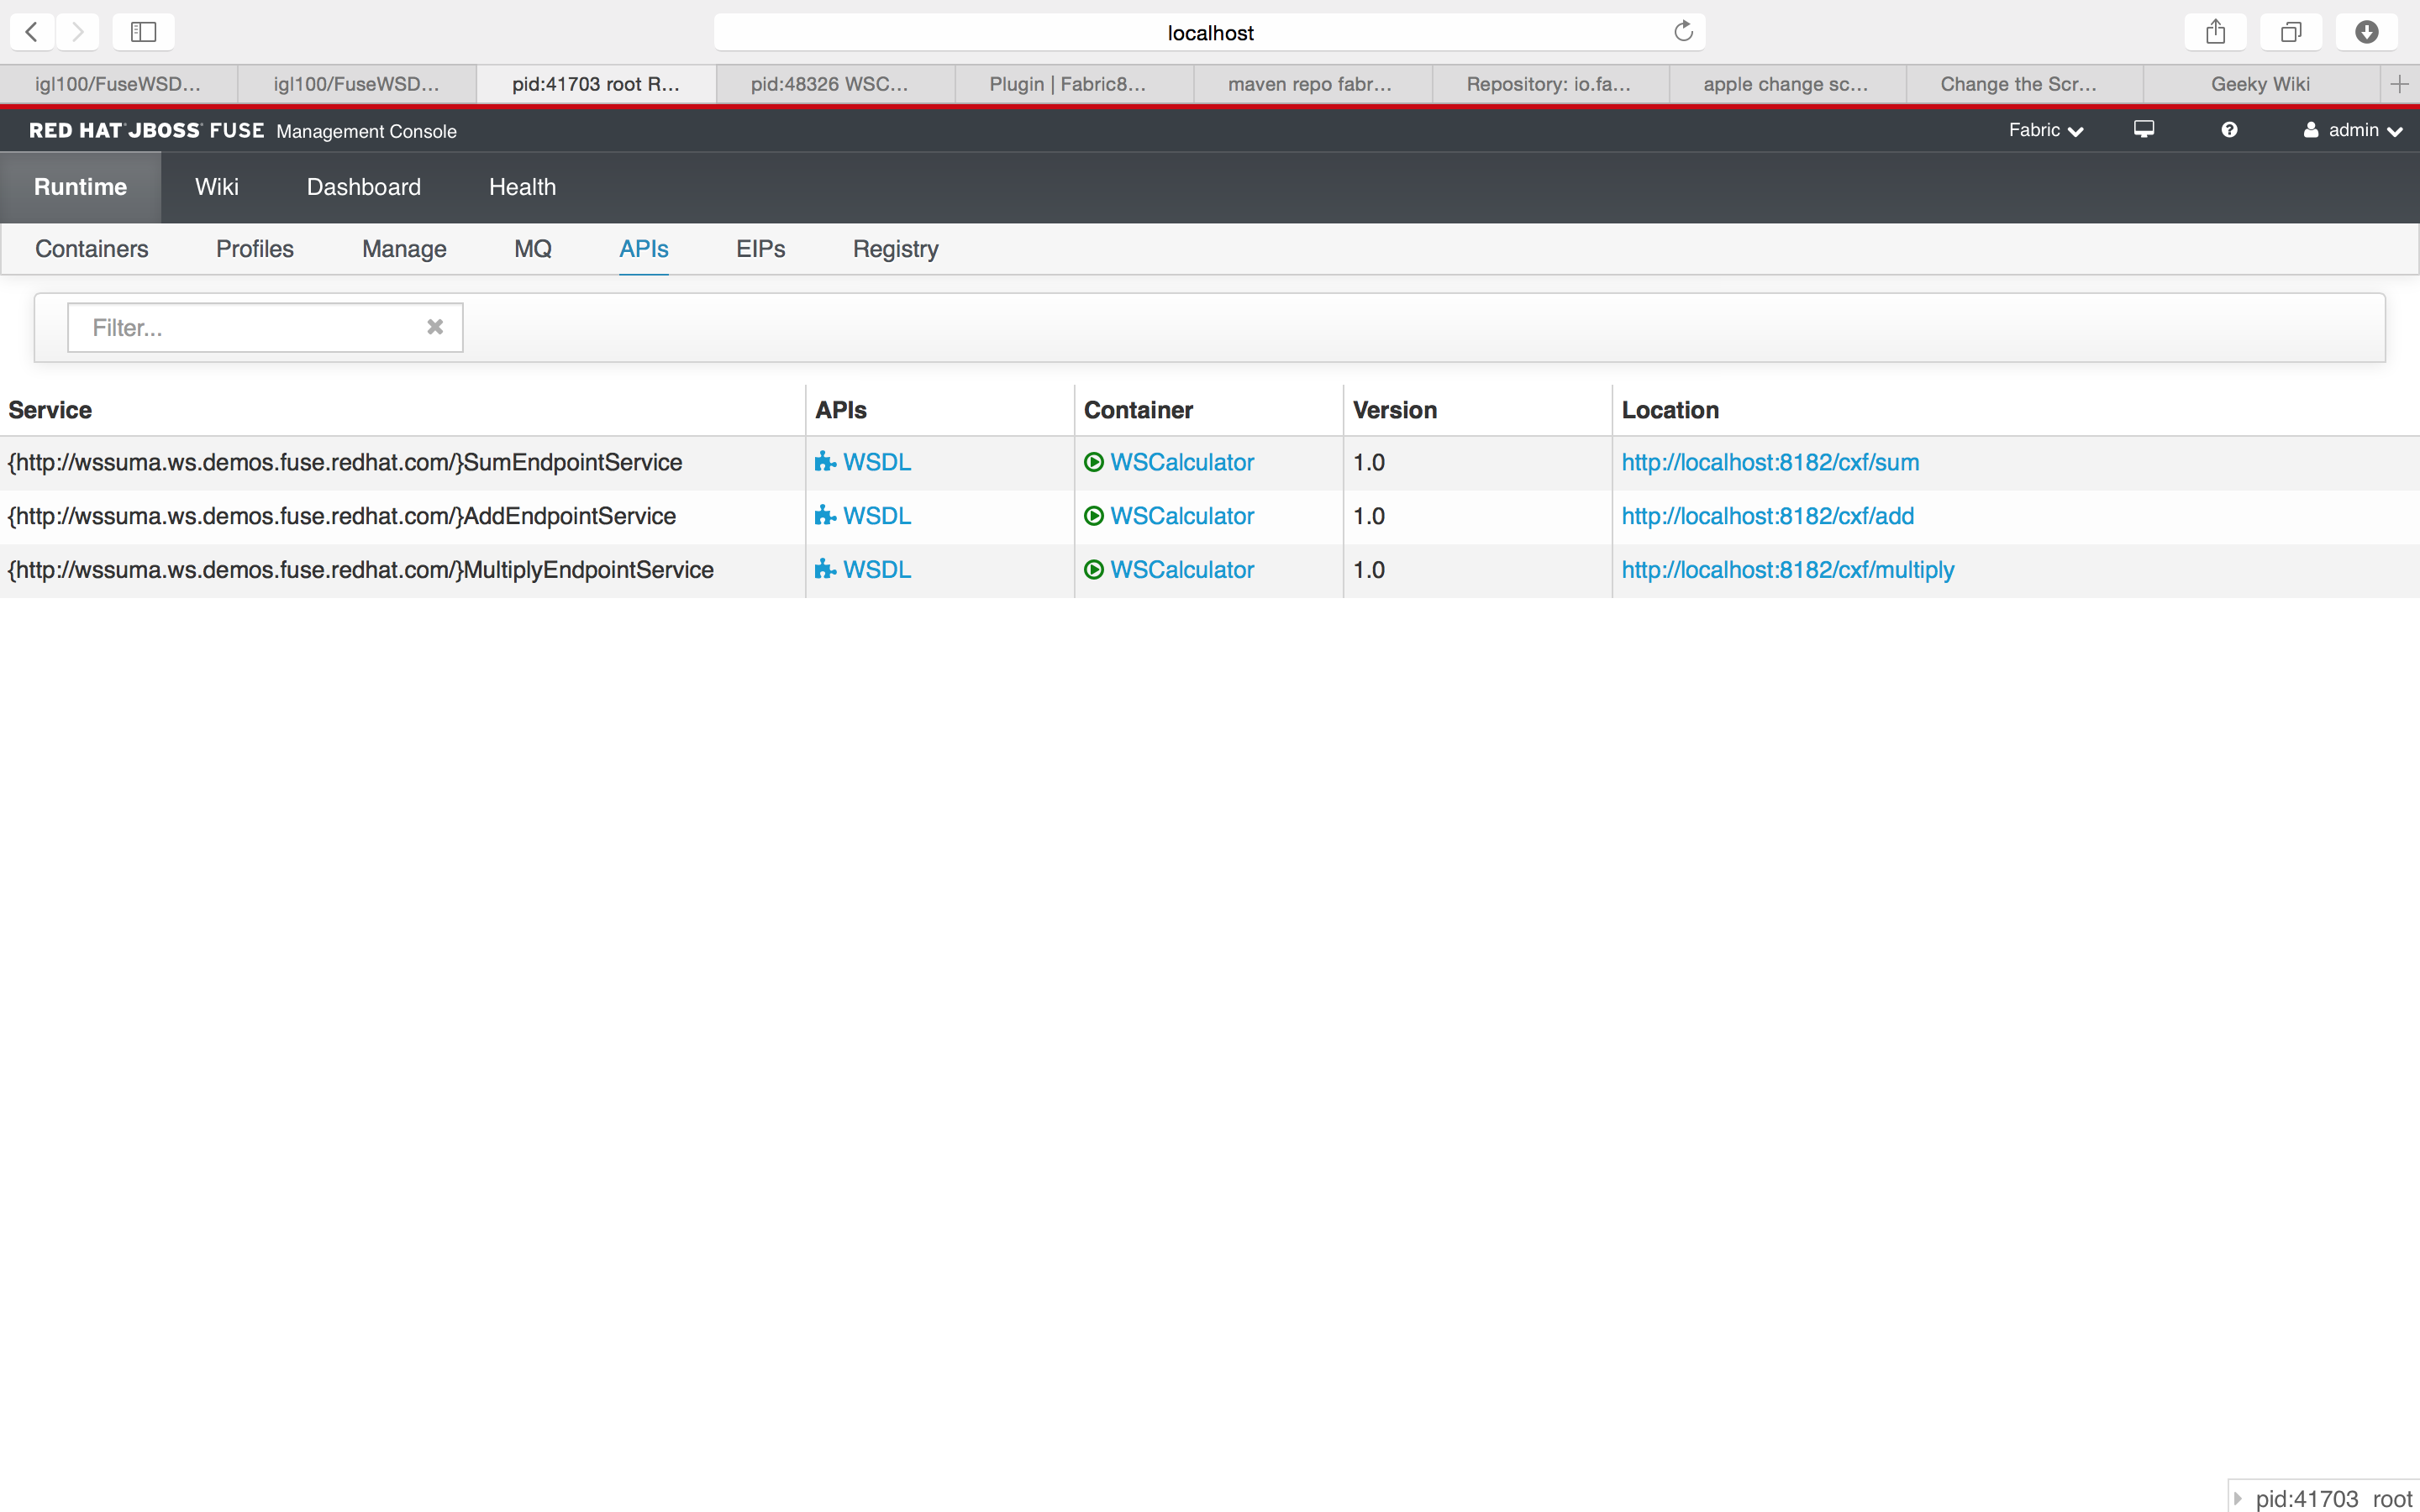 localhost
igl100/FuseWSD... igl100/FuseWSD... pid:41703 root R... pid:48326 WSC... Plugin | Fabric8... maven repo fabr... Repository: io.fa... apple change sc... Change the Scr... Geeky Wiki
RED HAT JBOSS FUSE Management Console Fabric admin
Runtime Wiki Dashboard Health
Containers Profiles Manage MQ APIs EIPs Registry
Filter...
Service APIs Container Version Location
{http://wssuma.ws.demos.fuse.redhat.com/}SumEndpointService WSDL WSCalculator 1.0 http://localhost:8182/cxf/sum
{http://wssuma.ws.demos.fuse.redhat.com/}AddEndpointService WSDL WSCalculator 1.0 http://localhost:8182/cxf/add
{http://wssuma.ws.demos.fuse.redhat.com/}MultiplyEndpointService WSDL WSCalculator 1.0 http://localhost:8182/cxf/multiply
pid:41703 root